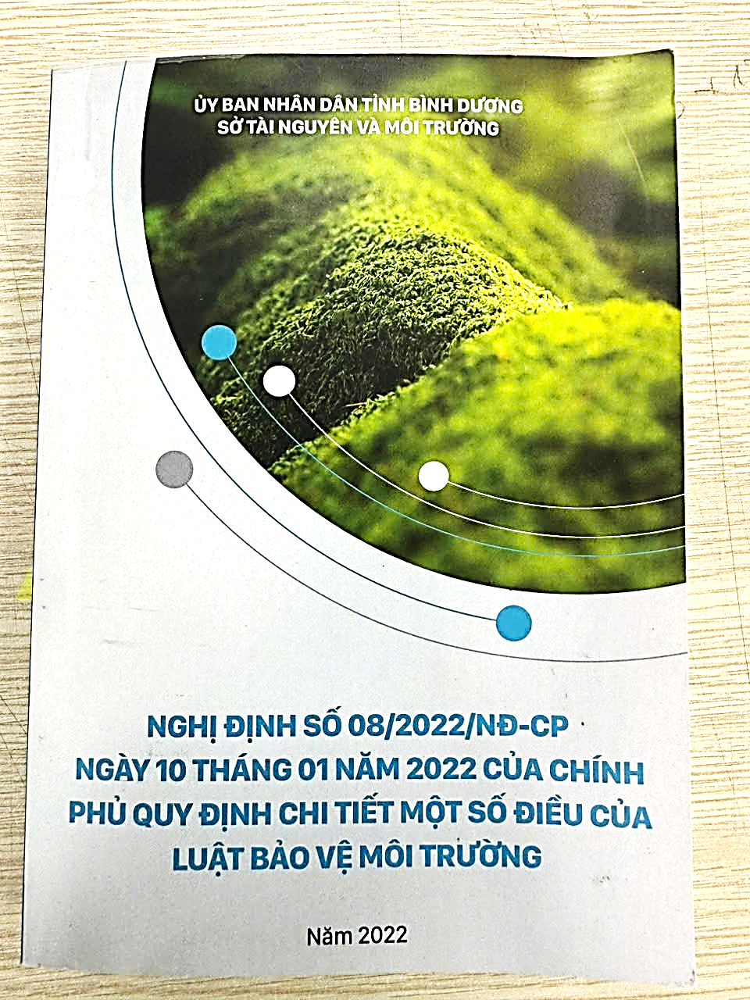 ỦY BAN NHÂN DÂN TỈNH BÌNH DƯƠNG
SỞ TÀI NGUYÊN VÀ MÔI TRƯỜNG
NGHỊ ĐỊNH SỐ 08/2022/NĐ-CP
NGÀY 10 THÁNG 01 NĂM 2022 CỦA CHÍNH
PHỦ QUY ĐỊNH CHI TIẾT MỘT SỐ ĐIỀU CỦA
LUẬT BẢO VỆ MÔI TRƯỜNG
Năm 2022